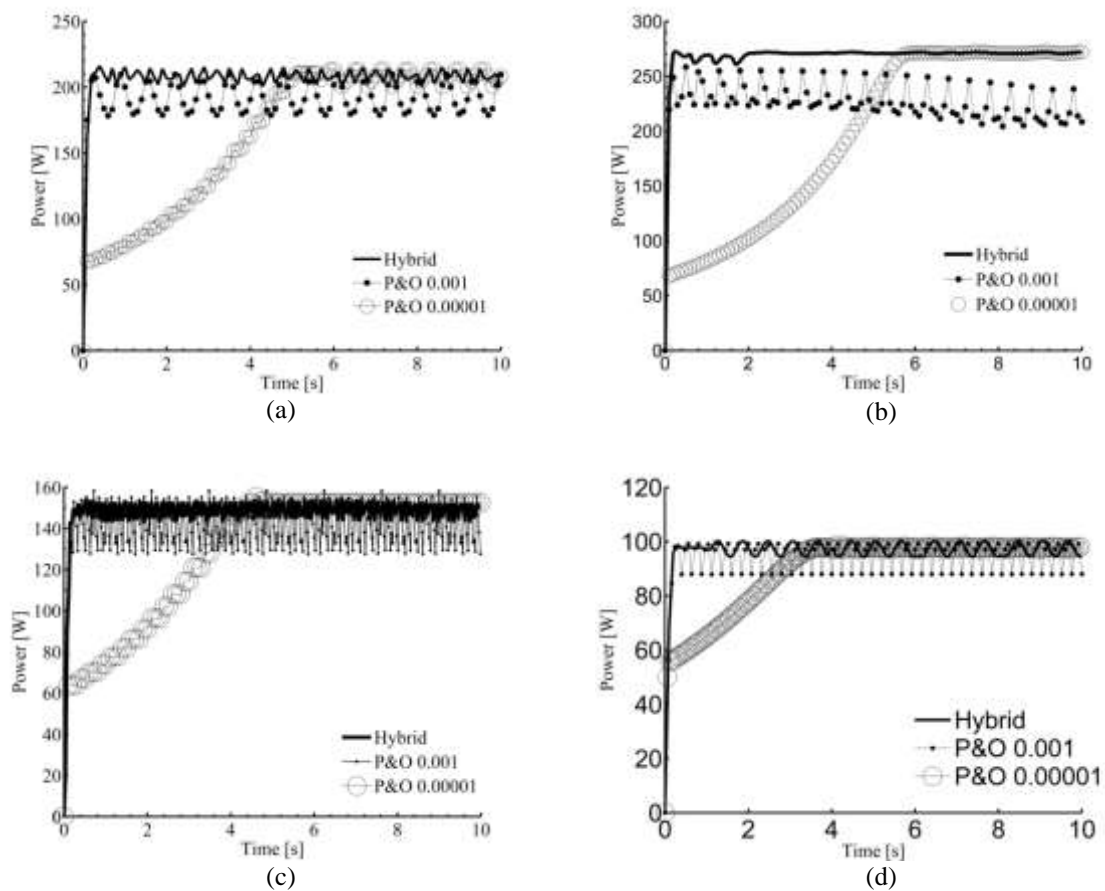 250
200
150
100
50
0
Power [W]
Hybrid
P&O 0.001
P&O 0.00001
0 2 4 6 8 10
Time [s]
(a)
300
250
200
150
100
50
0
Power [W]
Hybrid
P&O 0.001
P&O 0.00001
0 2 4 6 8 10
Time [s]
(b)
160
140
120
100
80
60
40
20
0
Power [W]
Hybrid
P&O 0.001
P&O 0.00001
0 2 4 6 8 10
Time [s]
(c)
120
100
80
60
40
20
0
Power [W]
Hybrid
P&O 0.001
P&O 0.00001
0 2 4 6 8 10
Time [s]
(d)